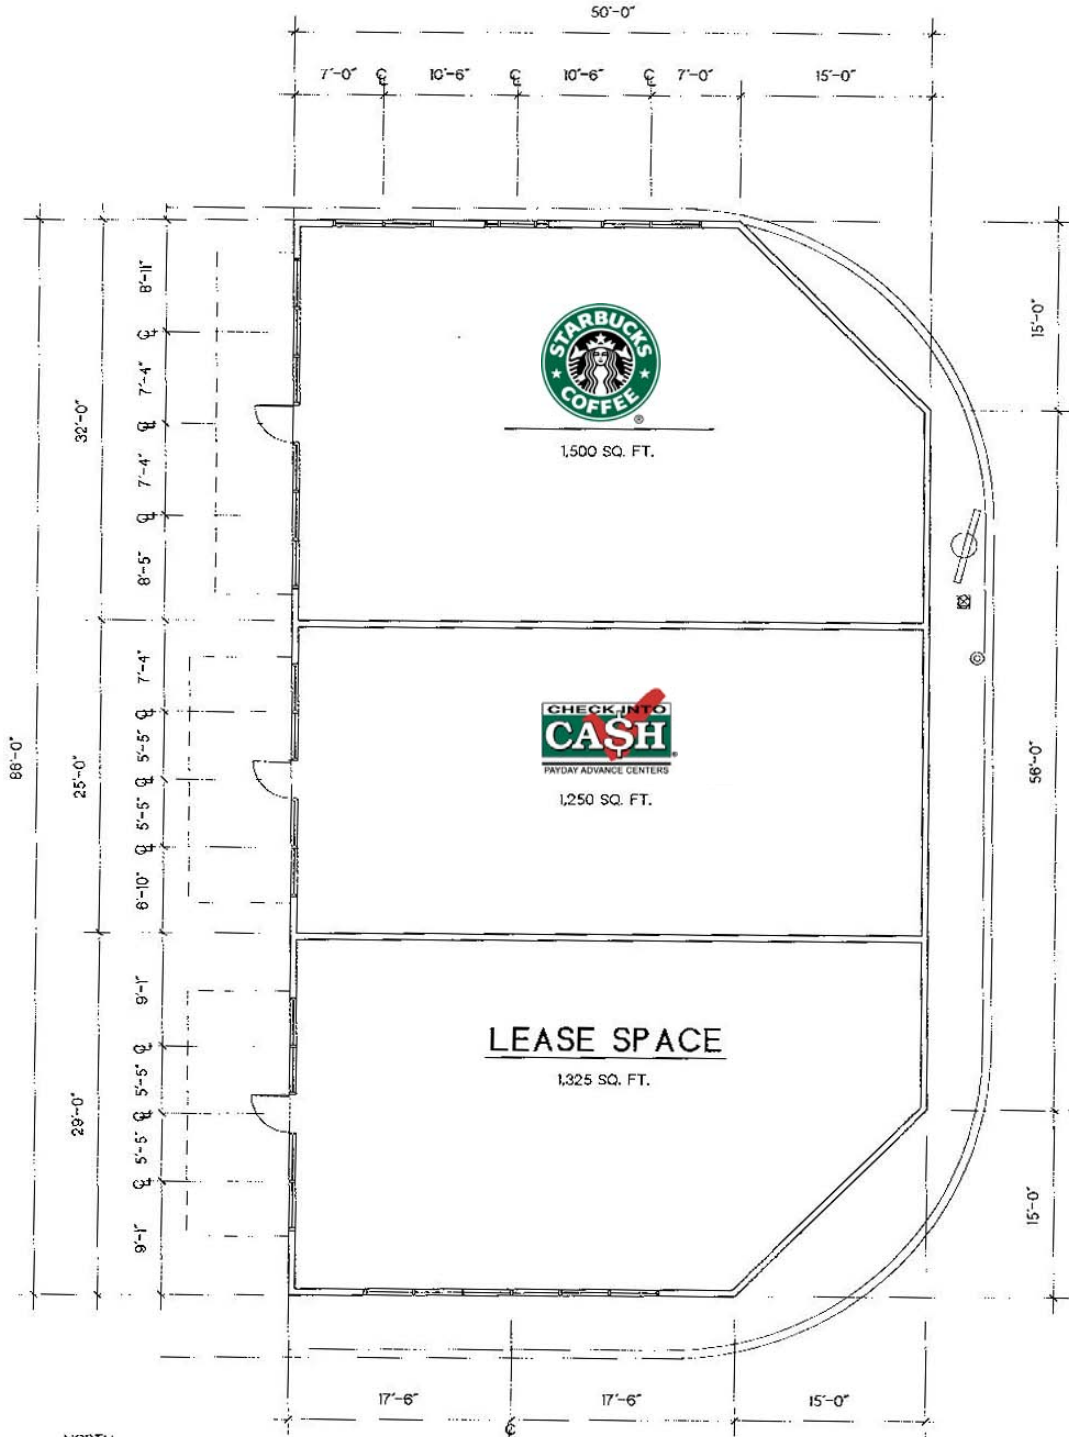 50'-0"
7'-0" ℄ 10'-6" ℄ 10'-6" ℄ 7'-0" 15'-0"
8'-11"
℄
7'-4"
32'-0"
℄
7'-4"
℄
8'-5"
15'-0"
STARBUCKS
COFFEE
®
1,500 SQ. FT.
86'-0"
7'-4"
℄
5'-5"
25'-0"
℄
5'-5"
℄
6'-10"
CHECK INTO
CA$H®
PAYDAY ADVANCE CENTERS
1,250 SQ. FT.
56'-0"
9'-1"
℄
5'-5"
29'-0"
℄
5'-5"
℄
9'-1"
LEASE SPACE
1,325 SQ. FT.
15'-0"
17'-6" 17'-6" 15'-0"
℄